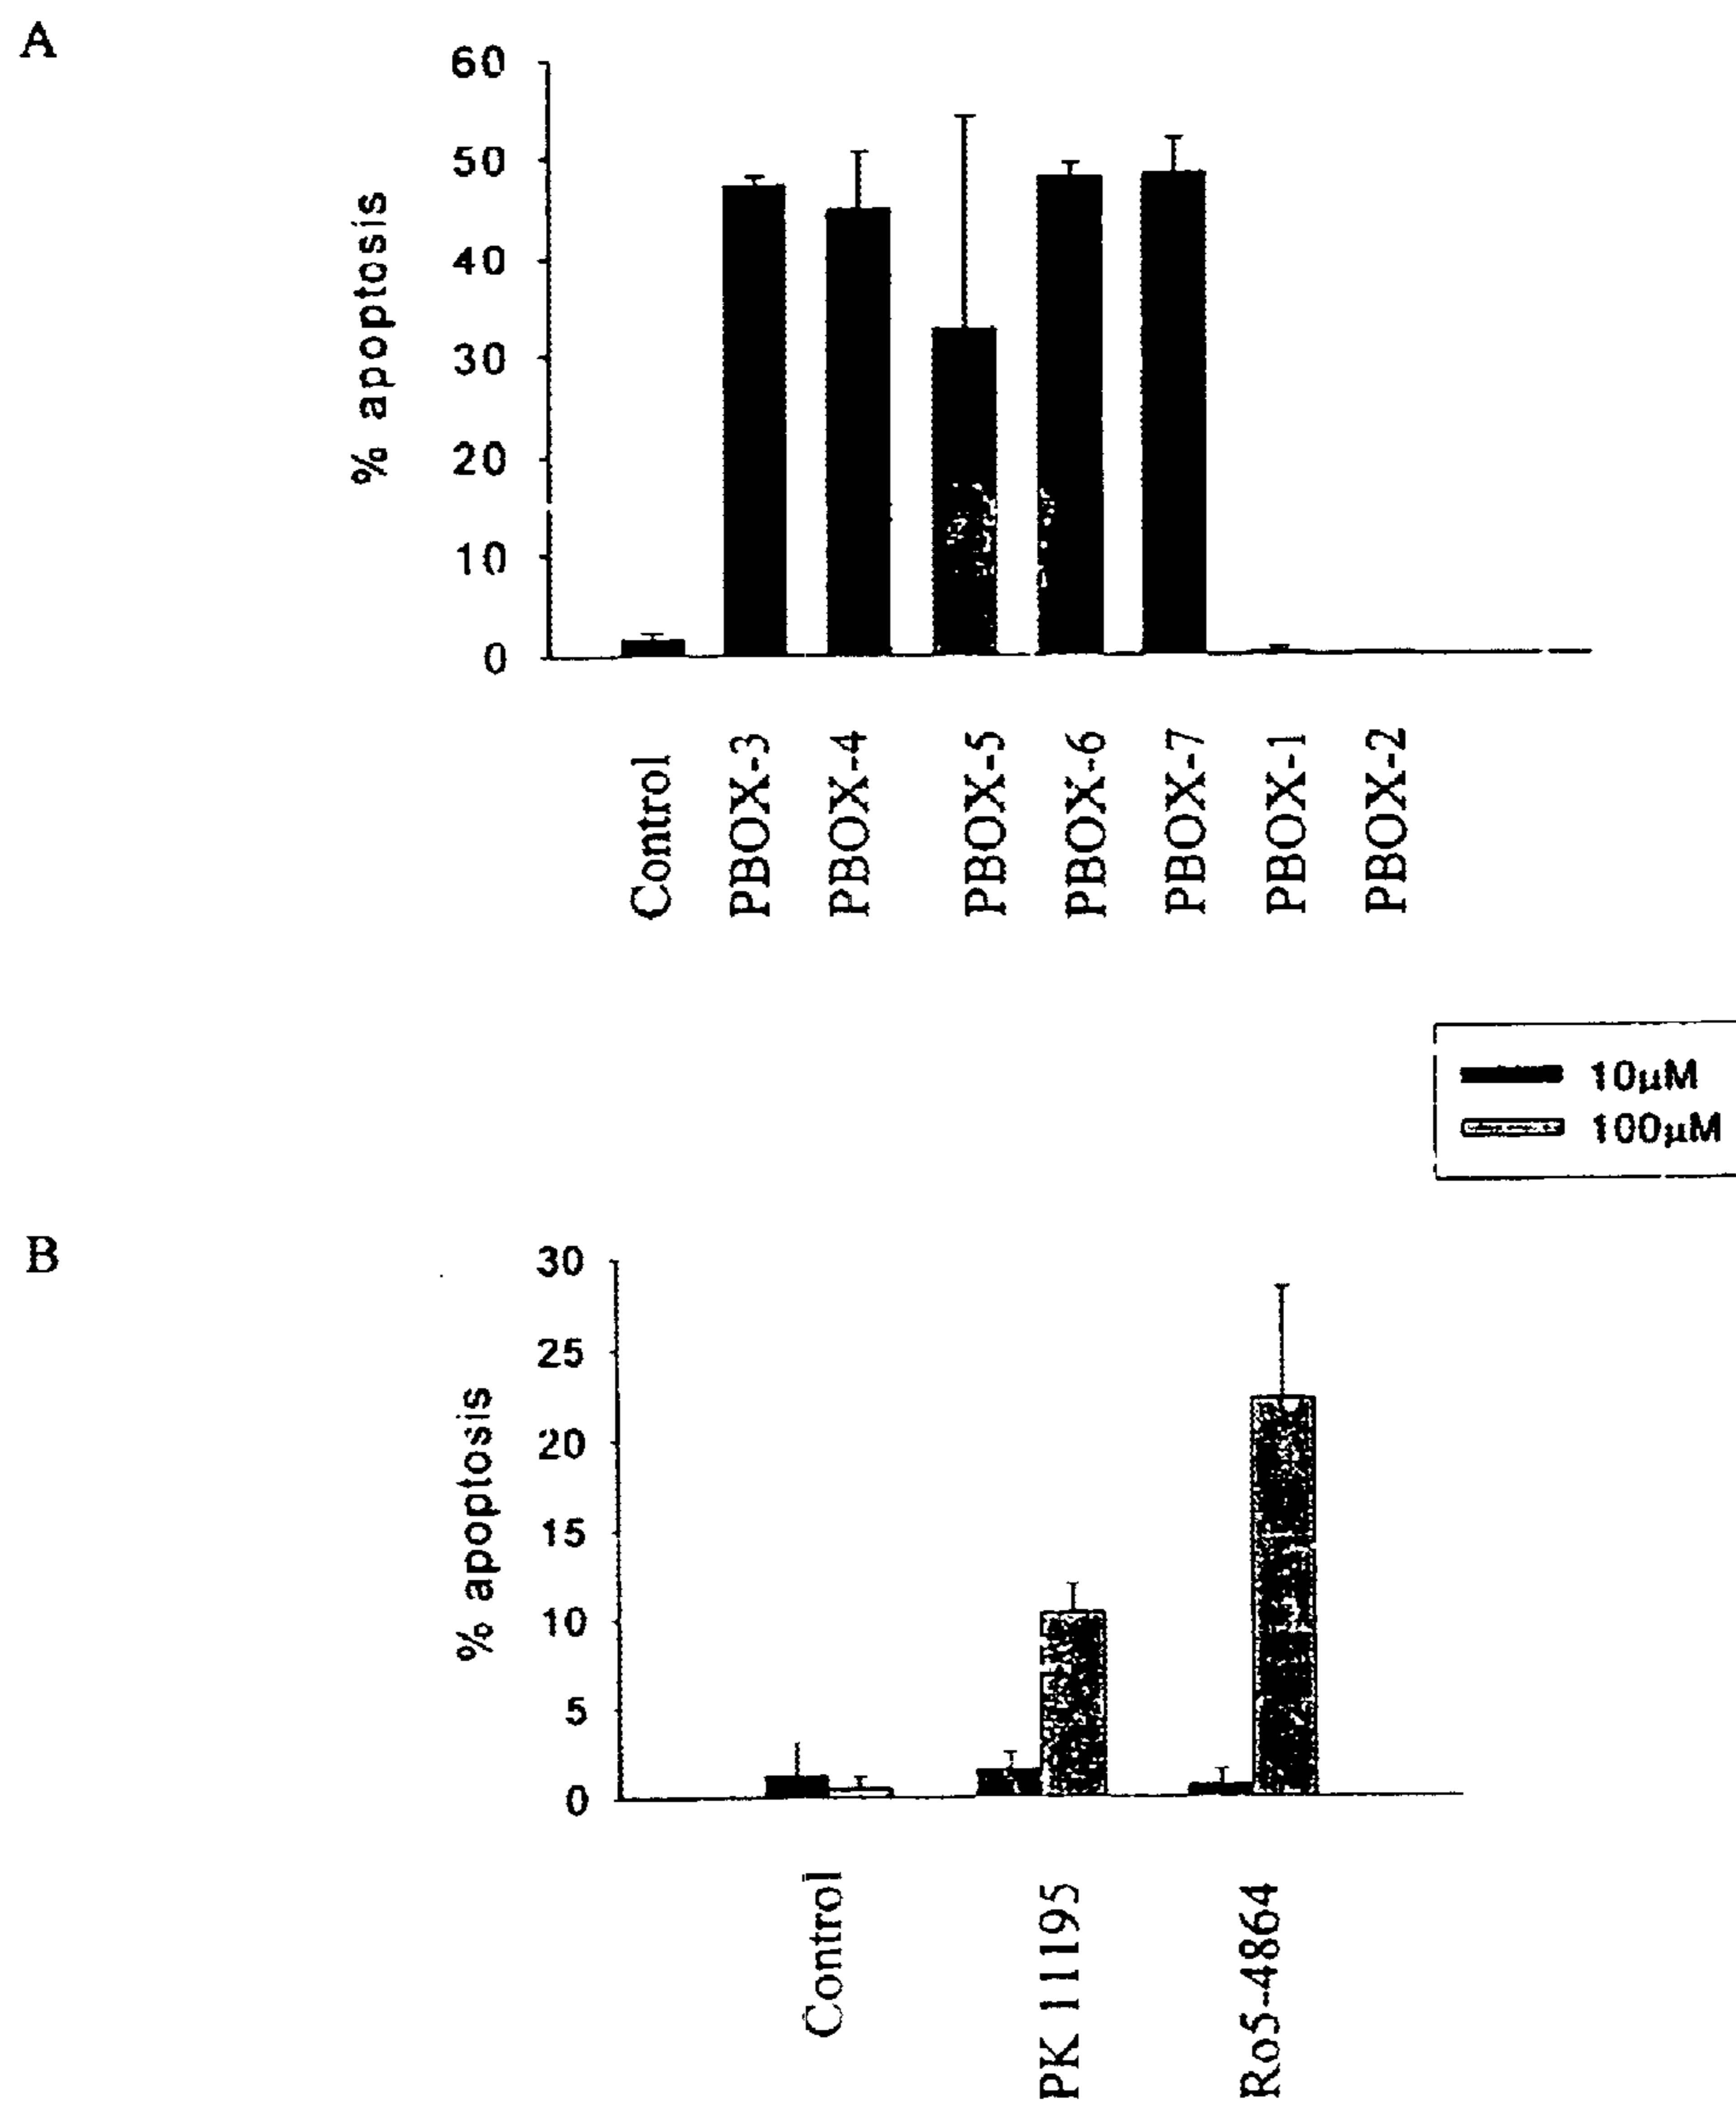 A
60
50
40
30
20
10
0
% apoptosis
Control
PBOX-3
PBOX-4
PBOX-5
PBOX-6
PBOX-7
PBOX-1
PBOX-2
10µM
100µM
B
30
25
20
15
10
5
0
% apoptosis
Control
PK 11195
Ro5-4864